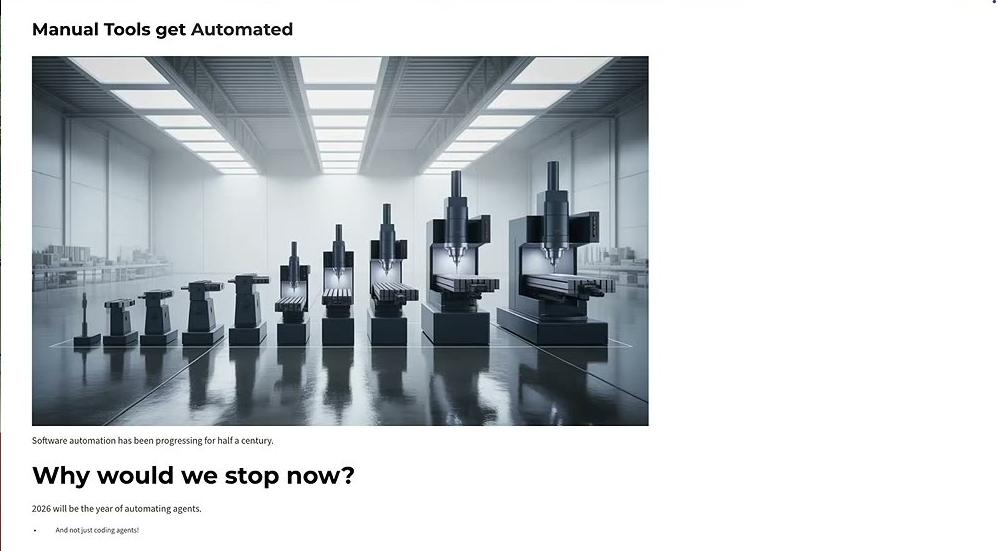 Manual Tools get Automated
Software automation has been progressing for half a century.
Why would we stop now?
2026 will be the year of automating agents.
• And not just coding agents!